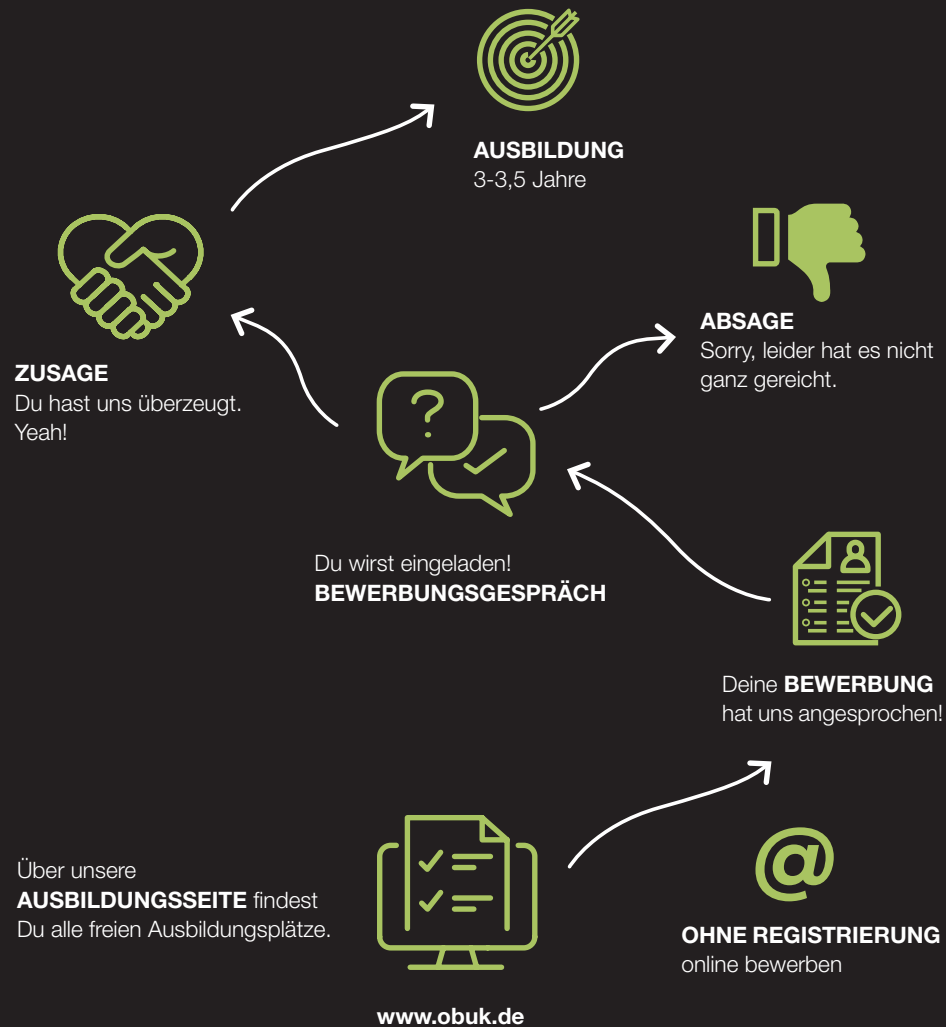 AUSBILDUNG
3-3,5 Jahre
ABSAGE
Sorry, leider hat es nicht
ganz gereicht.
ZUSAGE
Du hast uns überzeugt.
Yeah!
?
Du wirst eingeladen!
BEWERBUNGSGESPRÄCH
Deine BEWERBUNG
hat uns angesprochen!
Über unsere
AUSBILDUNGSSEITE findest
Du alle freien Ausbildungsplätze.
@
OHNE REGISTRIERUNG
online bewerben
www.obuk.de